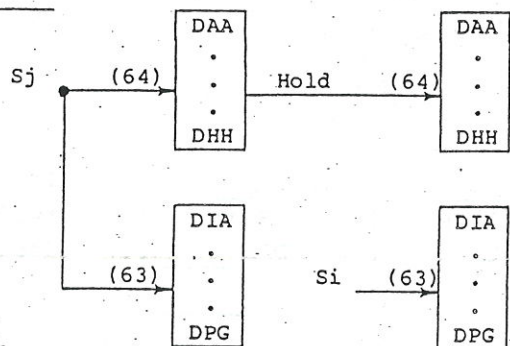 DAA DAA
Sj (64) Hold (64)
DHH DHH
DIA DIA
(63) Si (63)
DPG DPG